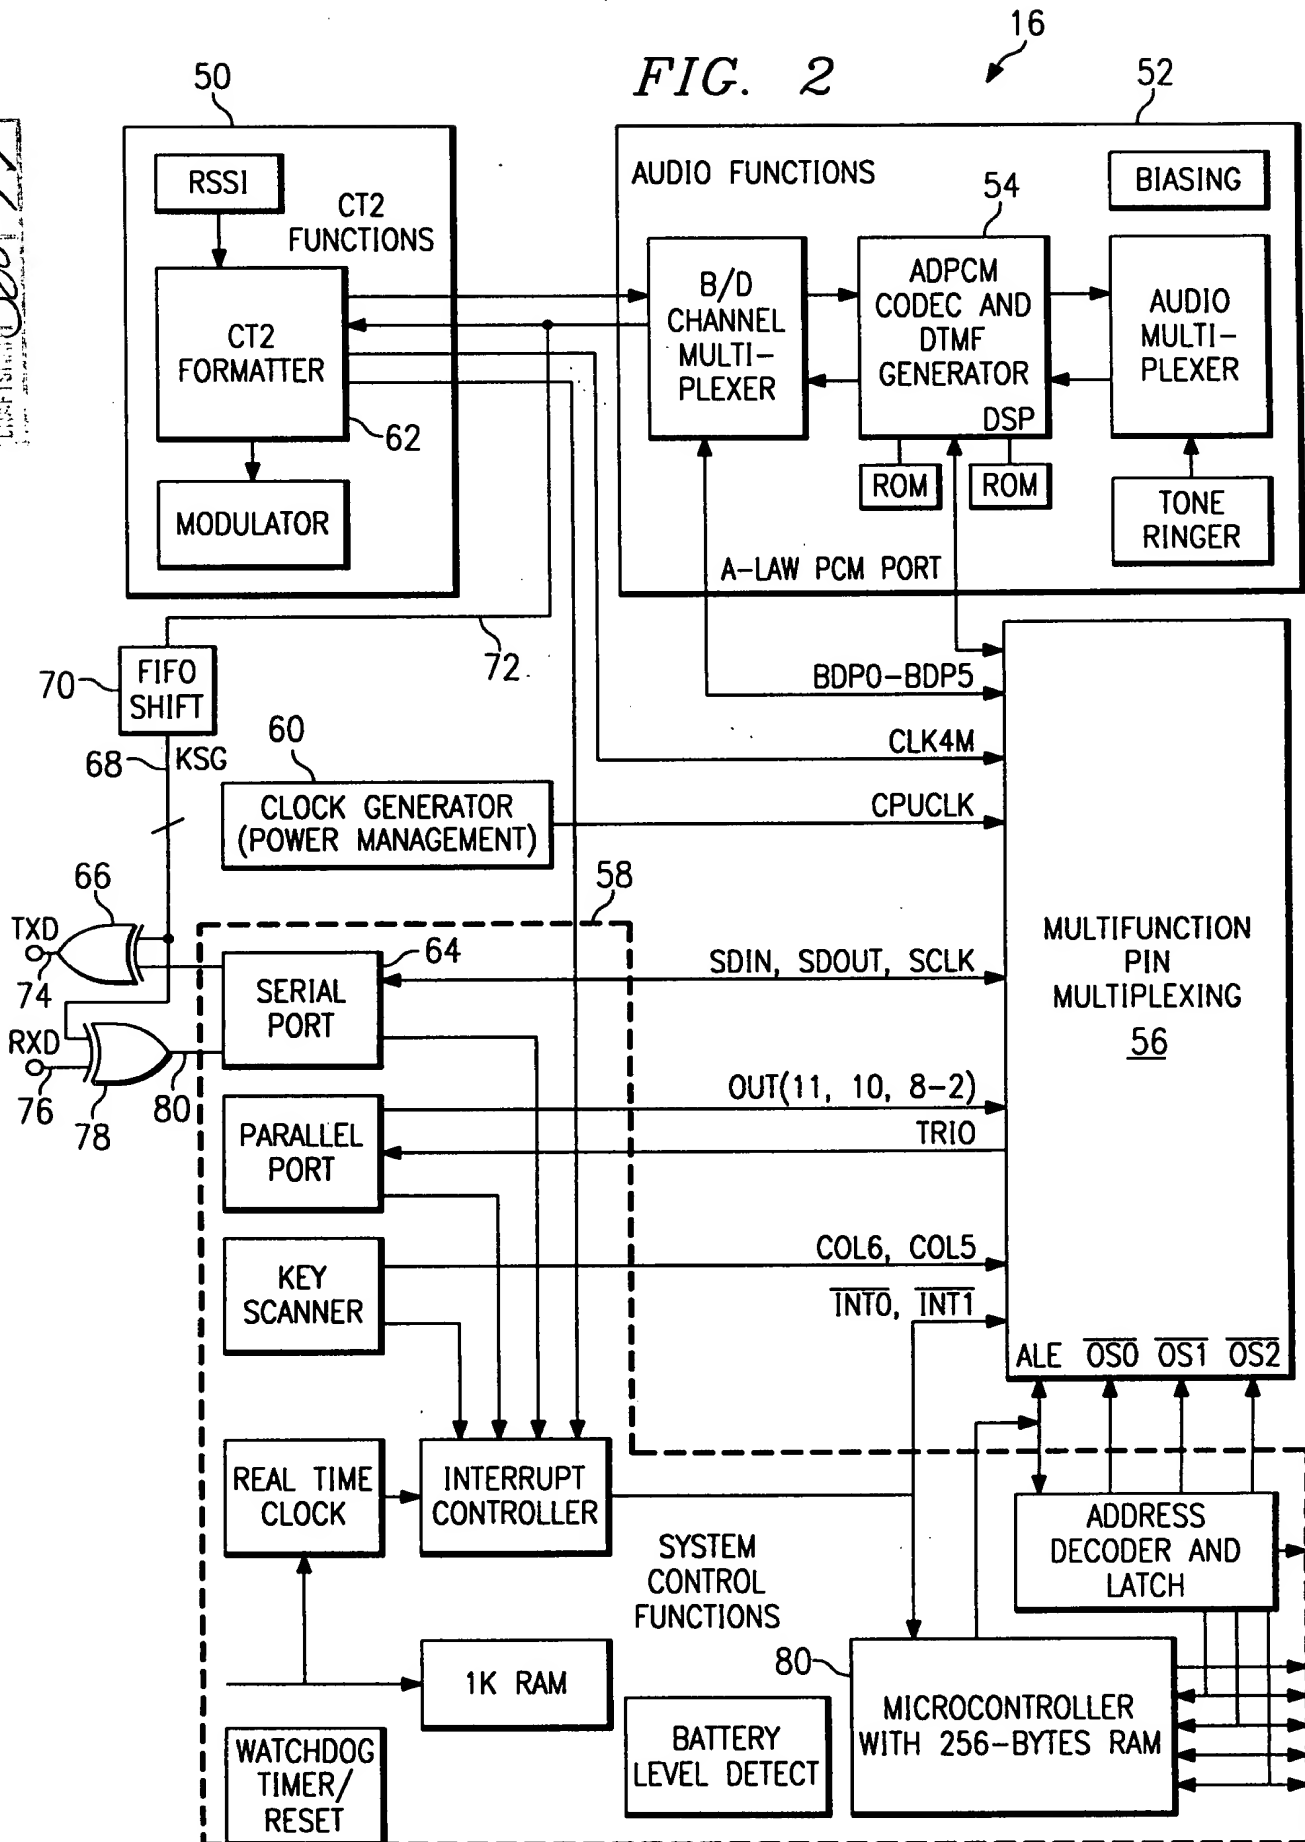 FIG. 2
16
50
52
RSSI
CT2
FUNCTIONS
CT2
FORMATTER
62
MODULATOR
AUDIO FUNCTIONS
BIASING
54
B/D
CHANNEL
MULTI-
PLEXER
ADPCM
CODEC AND
DTMF
GENERATOR
DSP
AUDIO
MULTI-
PLEXER
ROM
ROM
TONE
RINGER
A-LAW PCM PORT
72
70
FIFO
SHIFT
68
KSG
BDP0-BDP5
60
CLK4M
CLOCK GENERATOR
(POWER MANAGEMENT)
CPUCLK
66
58
TXD
74
64
SERIAL
PORT
SDIN, SDOUT, SCLK
MULTIFUNCTION
PIN
MULTIPLEXING
56
RXD
76
78
80
PARALLEL
PORT
OUT(11, 10, 8-2)
TRIO
KEY
SCANNER
COL6, COL5
INT0, INT1
ALE OS0 OS1 OS2
REAL TIME
CLOCK
INTERRUPT
CONTROLLER
SYSTEM
CONTROL
FUNCTIONS
ADDRESS
DECODER AND
LATCH
1K RAM
80
MICROCONTROLLER
WITH 256-BYTES RAM
BATTERY
LEVEL DETECT
WATCHDOG
TIMER/
RESET